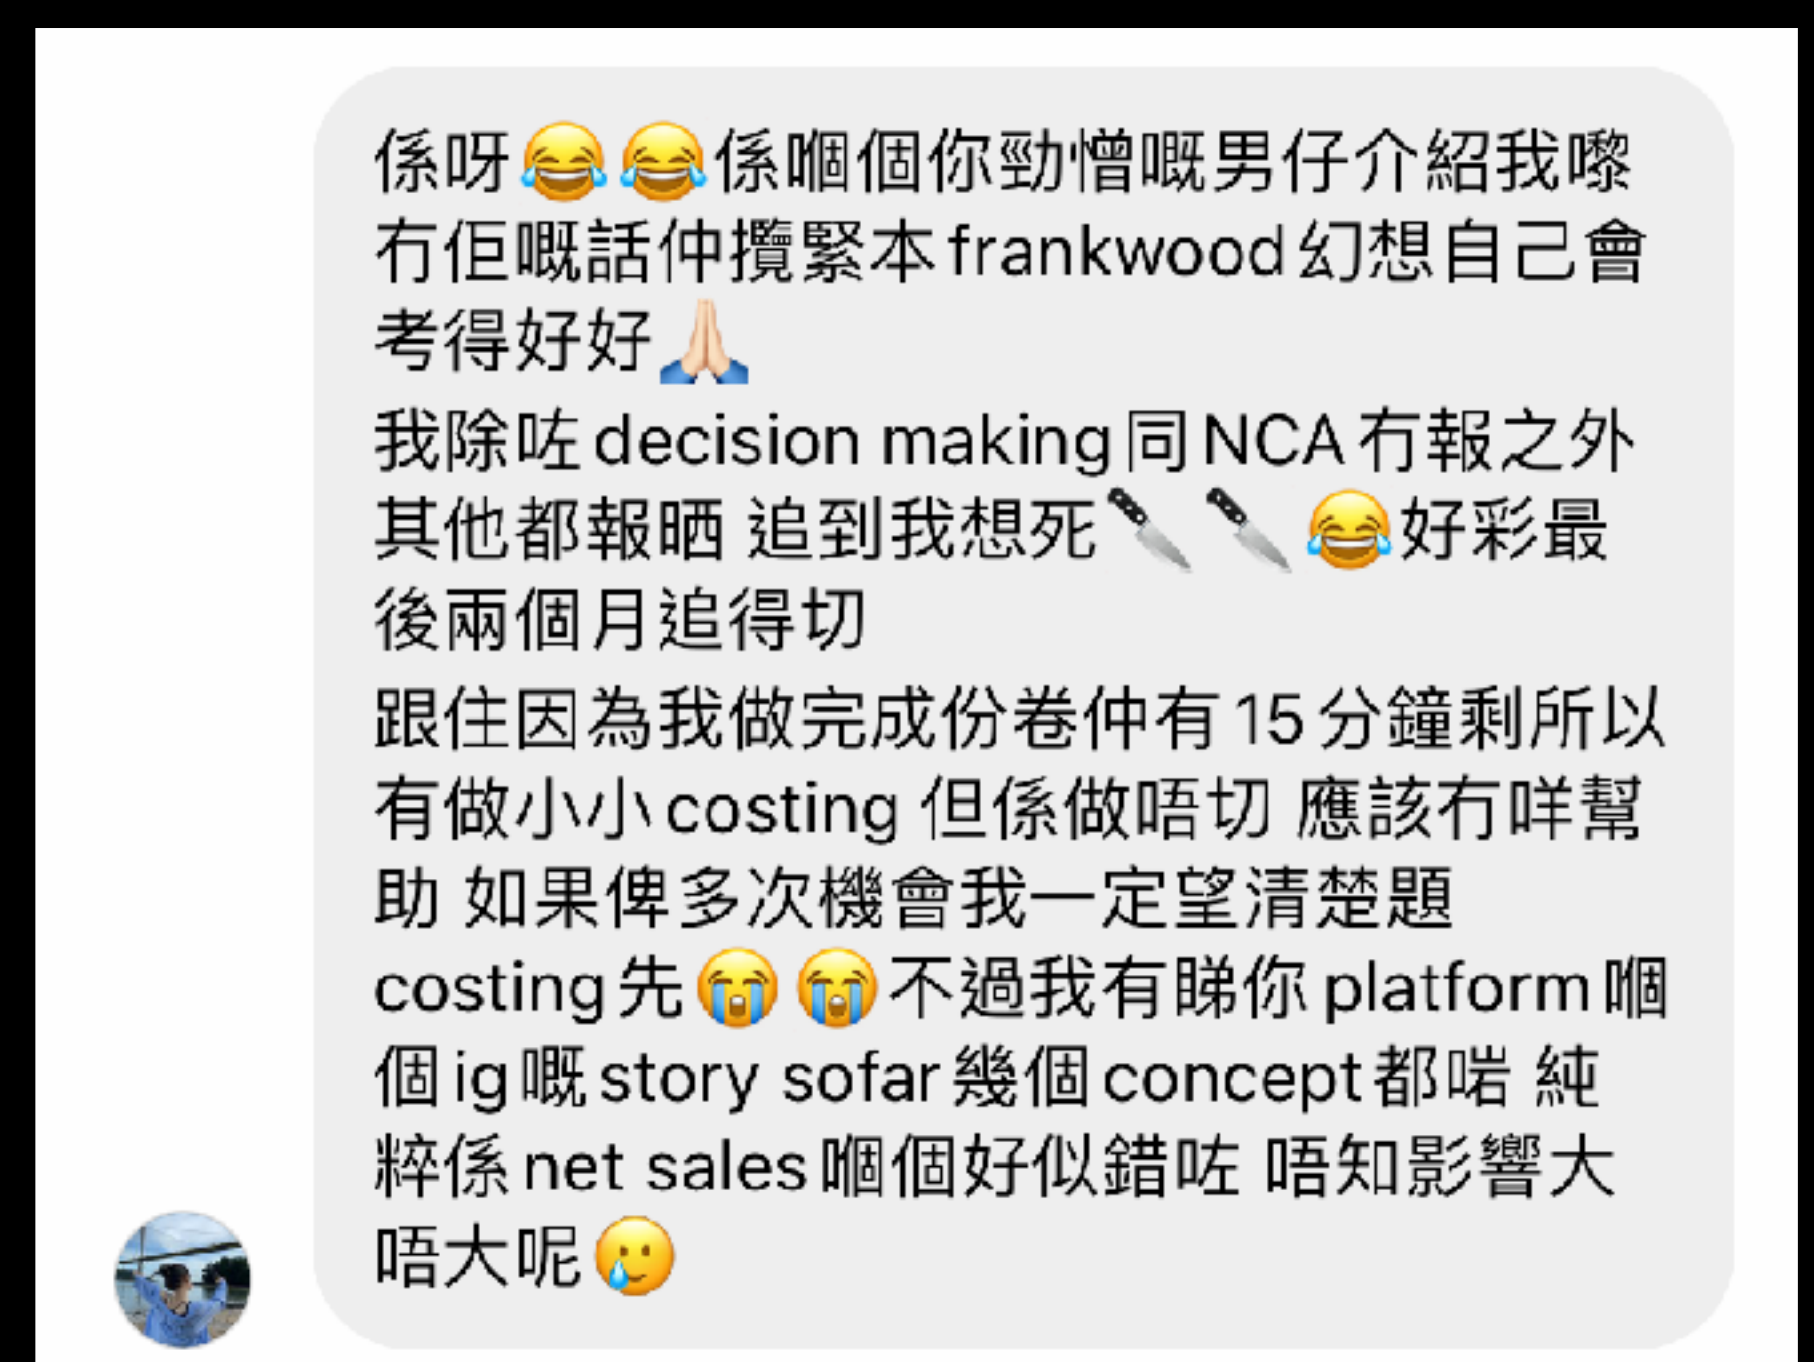 係呀😂😂係嗰個你勁憎嘅男仔介紹我嚟
冇佢嘅話仲攬緊本frankwood幻想自己會
考得好好🙏🏻
我除咗decision making同NCA冇報之外
其他都報晒 追到我想死🔪🔪😂好彩最
後兩個月追得切
跟住因為我做完成份卷仲有15分鐘剩所以
有做小小costing 但係做唔切 應該冇咩幫
助 如果俾多次機會我一定望清楚題
costing先😭😭不過我有睇你platform嗰
個ig嘅story sofar幾個concept都啱 純
粹係net sales嗰個好似錯咗 唔知影響大
唔大呢🥲